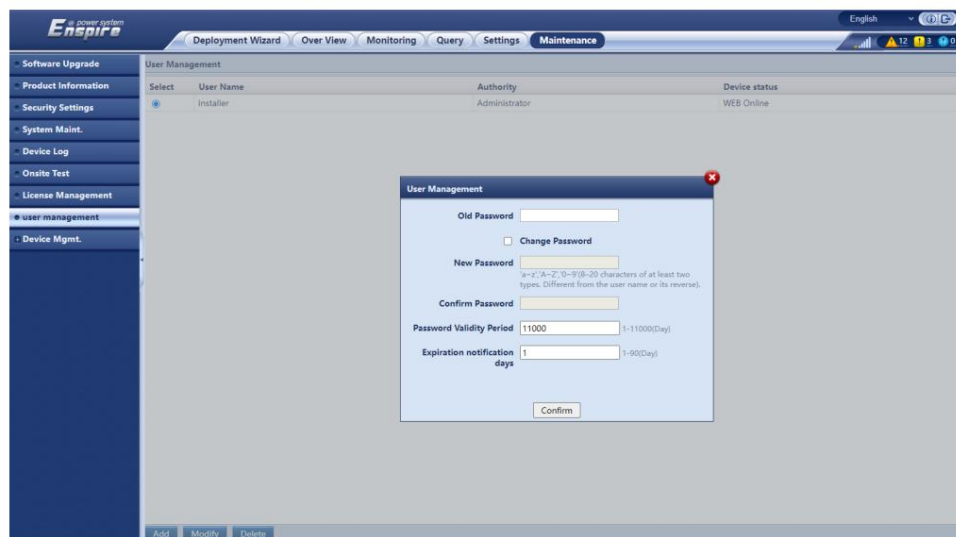 Enspire
e power system
English
Deployment Wizard Over View Monitoring Query Settings Maintenance
12 3 0
Software Upgrade
Product Information
Security Settings
System Maint.
Device Log
Onsite Test
License Management
user management
Device Mgmt.
User Management
Select User Name Authority Device status
installer Administrator WEB Online
User Management
Old Password
Change Password
New Password
'a~z','A~Z','0~9'(8~20 characters of at least two
types. Different from the user name or its reverse).
Confirm Password
Password Validity Period 11000 1~11000(Day)
Expiration notification 1 1~90(Day)
days
Confirm
Add Modify Delete